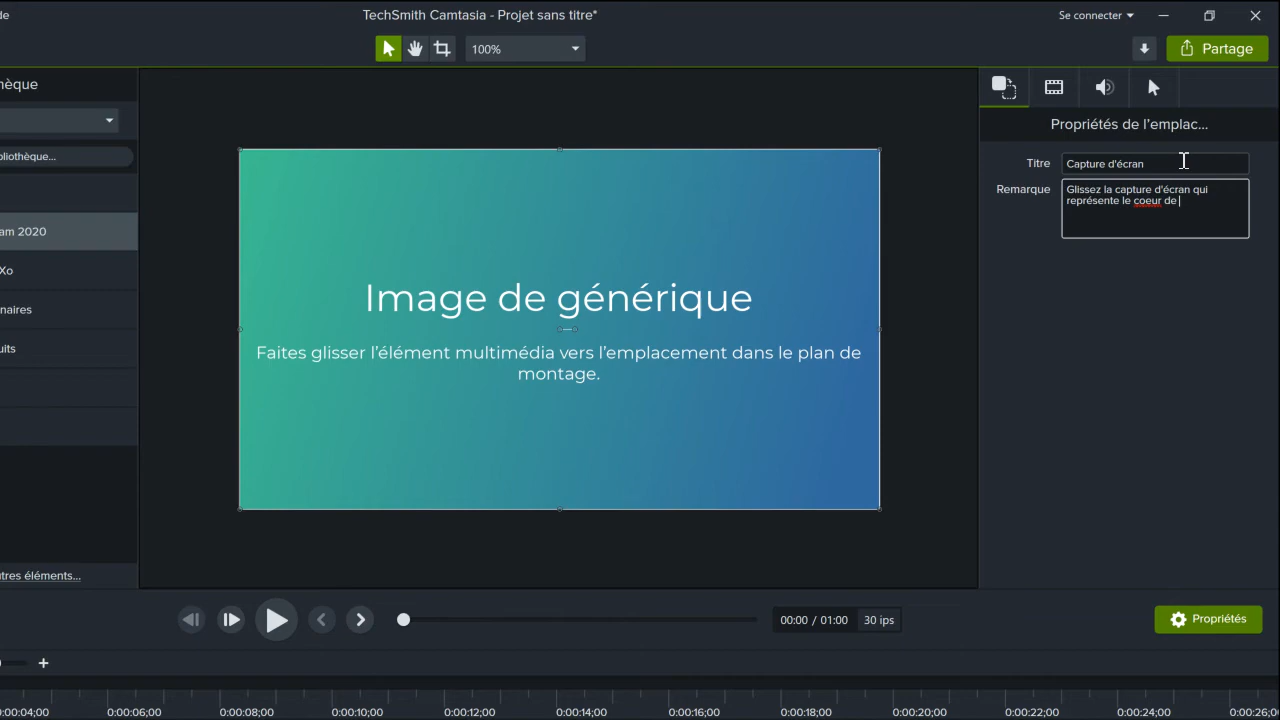 de
TechSmith Camtasia - Projet sans titre*
Se connecter
100%
Partage
hèque
bliothèque...
am 2020
Xo
naires
uits
utres éléments...
Image de générique
Faites glisser l'élément multimédia vers l'emplacement dans le plan de
montage.
Propriétés de l'emplac...
Titre
Capture d'écran
Remarque
Glissez la capture d'écran qui
représente le coeur de
00:00 / 01:00
30 ips
Propriétés
:00:04;00
0:00:06;00
0:00:08;00
0:00:10;00
0:00:12;00
0:00:14;00
0:00:16;00
0:00:18;00
0:00:20;00
0:00:22;00
0:00:24;00
0:00:26;0